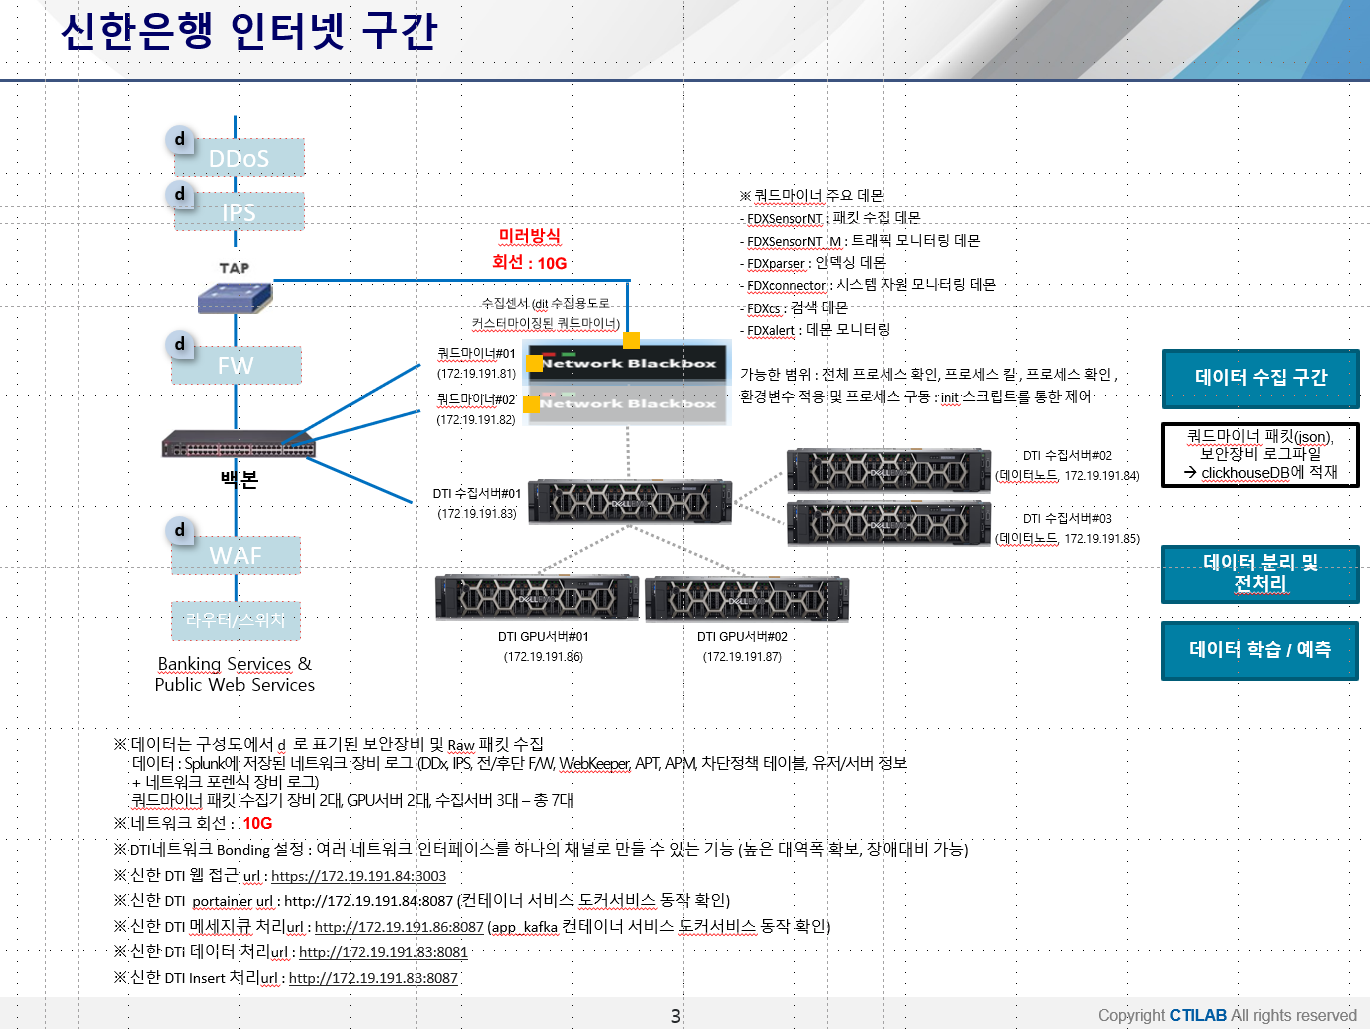 신한은행 인터넷 구간
d
DDoS
d
IPS
TAP
미러방식
회선 : 10G
수집센서 (dit 수집용도로
커스터마이징된 쿼드마이너)
※ 쿼드마이너 주요 데몬
- FDXSensorNT : 패킷 수집 데몬
- FDXSensorNT_M : 트래픽 모니터링 데몬
- FDXparser : 인덱싱 데몬
- FDXconnector : 시스템 자원 모니터링 데몬
- FDXcs : 검색 데몬
- FDXalert : 데몬 모니터링
가능한 범위 : 전체 프로세스 확인, 프로세스 킬 , 프로세스 확인 ,
환경변수 적용 및 프로세스 구동 : init 스크립트를 통한 제어
d
FW
쿼드마이너#01
(172.19.191.81)
Network Blackbox
쿼드마이너#02
(172.19.191.82)
Network Blackbox
백본
DTI 수집서버#01
(172.19.191.83)
DELLEMC
DELLEMC
DTI 수집서버#02
(데이터노드, 172.19.191.84)
DELLEMC
DTI 수집서버#03
(데이터노드, 172.19.191.85)
d
WAF
라우터/스위치
Banking Services &
Public Web Services
DELLEMC
DELLEMC
DTI GPU서버#01
(172.19.191.86)
DTI GPU서버#02
(172.19.191.87)
데이터 수집 구간
쿼드마이너 패킷(json),
보안장비 로그파일
→ clickhouseDB에 적재
데이터 분리 및
전처리
데이터 학습 / 예측
※ 데이터는 구성도에서 d 로 표기된 보안장비 및 Raw 패킷 수집
데이터 : Splunk에 저장된 네트워크 장비 로그 (DDx, IPS, 전/후단 F/W, WebKeeper, APT, APM, 차단정책 테이블, 유저/서버 정보
+ 네트워크 포렌식 장비 로그)
쿼드마이너 패킷 수집기 장비 2대, GPU서버 2대, 수집서버 3대 – 총 7대
※ 네트워크 회선 : 10G
※ DTI네트워크 Bonding 설정 : 여러 네트워크 인터페이스를 하나의 채널로 만들 수 있는 기능 (높은 대역폭 확보, 장애대비 가능)
※ 신한 DTI 웹 접근 url : https://172.19.191.84:3003
※ 신한 DTI portainer url : http://172.19.191.84:8087 (컨테이너 서비스 도커서비스 동작 확인)
※ 신한 DTI 메세지큐 처리url : http://172.19.191.86:8087 (app_kafka 컨테이너 서비스 도커서비스 동작 확인)
※ 신한 DTi 데이터 처리url : http://172.19.191.83:8081
※ 신한 DTI Insert 처리url : http://172.19.191.83:8087
3
Copyright CTILAB All rights reserved